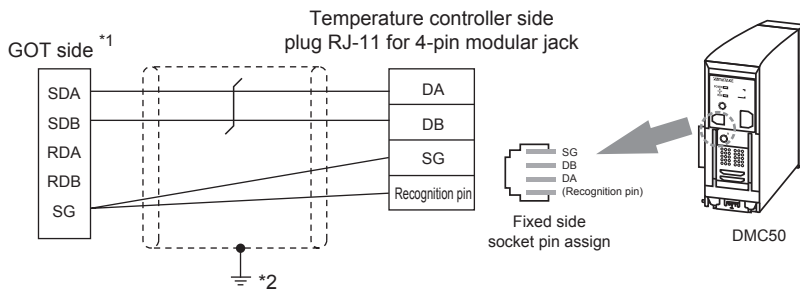 Temperature controller side
plug RJ-11 for 4-pin modular jack
GOT side *1
SDA
SDB
RDA
RDB
SG
DA
DB
SG
Recognition pin
SG
DB
DA
(Recognition pin)
Fixed side
socket pin assign
DMC50
*2